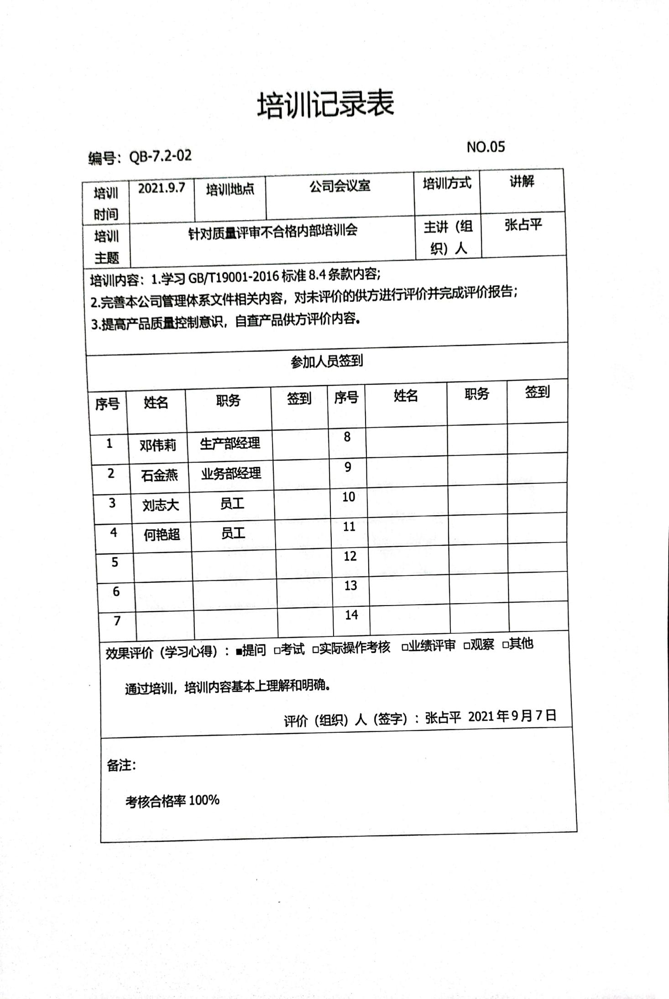 培训记录表
编号：QB-7.2-02 NO.05
培训时间 2021.9.7 培训地点 公司会议室 培训方式 讲解
培训主题 针对质量评审不合格内部培训会 主讲（组织）人 张占平
培训内容：1.学习 GB/T19001-2016 标准 8.4 条款内容；
2.完善本公司管理体系文件相关内容，对未评价的供方进行评价并完成评价报告；
3.提高产品质量控制意识，自查产品供方评价内容。
参加人员签到
序号 姓名 职务 签到 序号 姓名 职务 签到
1 邓伟莉 生产部经理 8
2 石金燕 业务部经理 9
3 刘志大 员工 10
4 何艳超 员工 11
5 12
6 13
7 14
效果评价（学习心得）：■提问 □考试 □实际操作考核 □业绩评审 □观察 □其他
通过培训，培训内容基本上理解和明确。
评价（组织）人（签字）：张占平 2021 年 9 月 7 日
备注：
考核合格率 100%